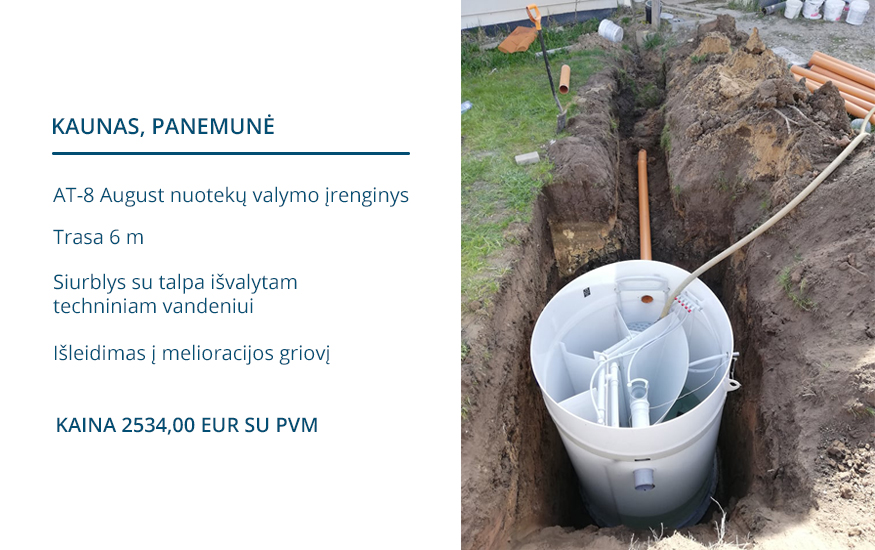 KAUNAS, PANEMUNĖ
AT-8 August nuotekų valymo įrenginys
Trasa 6 m
Siurblys su talpa išvalytam
techniniam vandeniui
Išleidimas į melioracijos griovį
KAINA 2534,00 EUR SU PVM